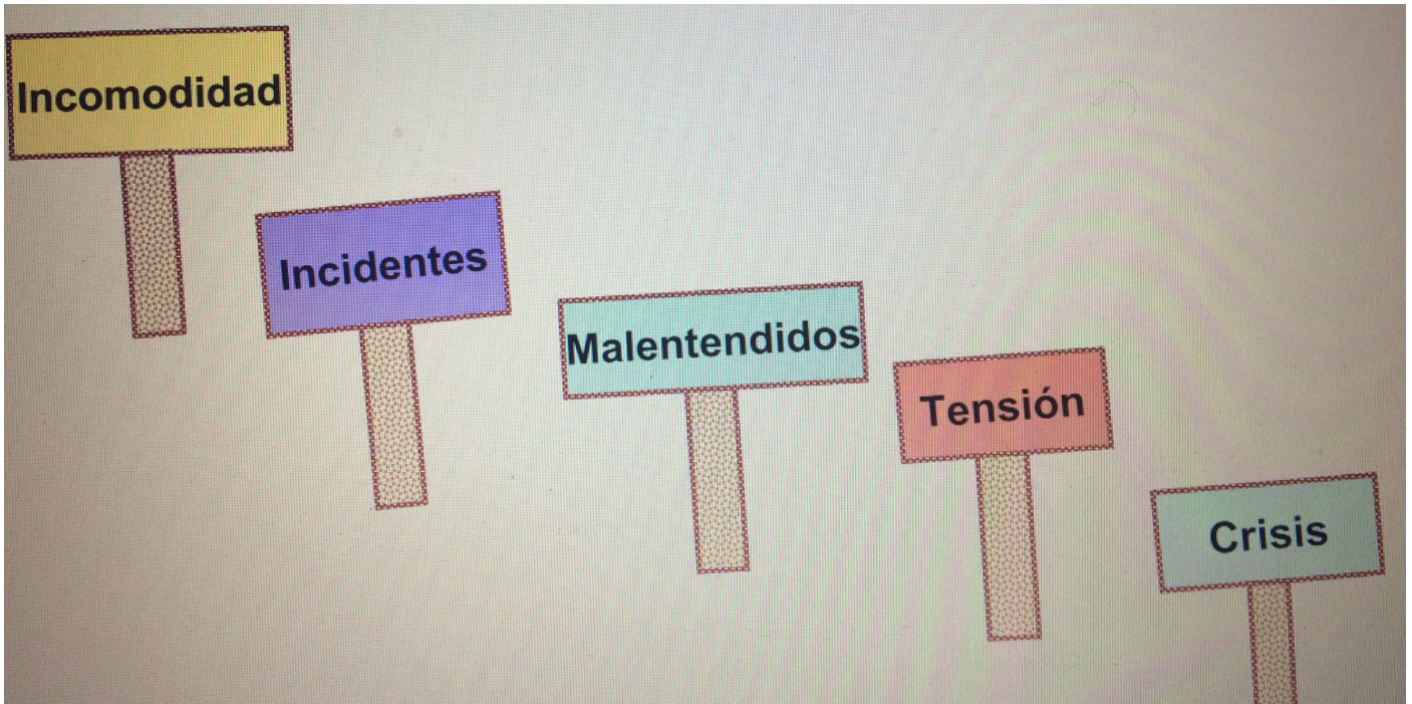 Incomodidad
Incidentes
Malentendidos
Tensión
Crisis